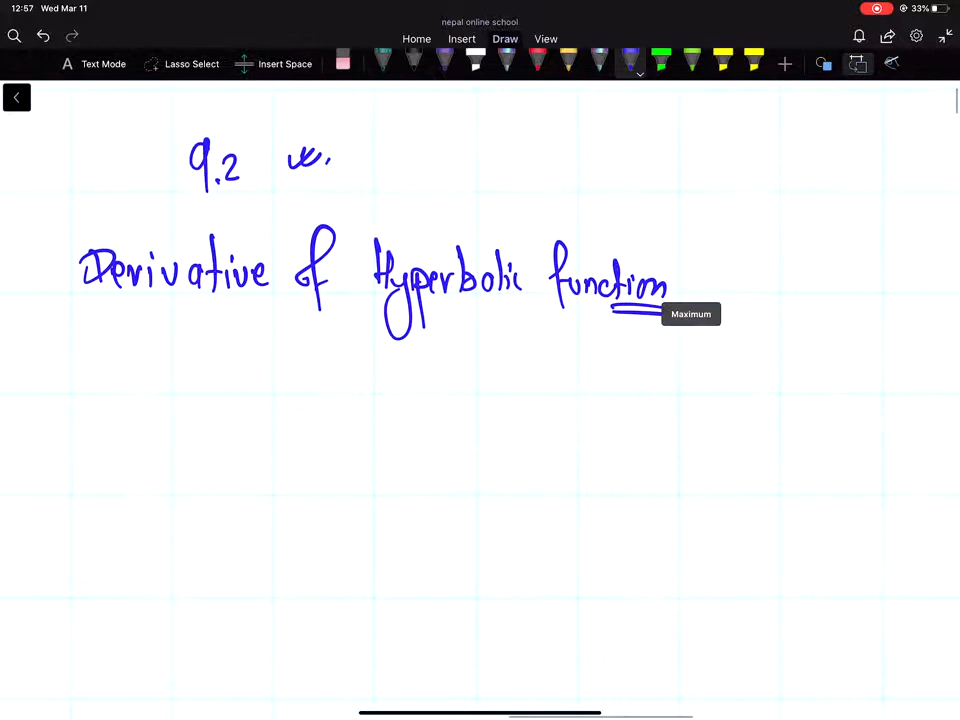 12:57 Wed Mar 11
33%
nepal online school
Home Insert Draw View
Text Mode Lasso Select Insert Space
9.2
Derivative of Hyperbolic function
Maximum